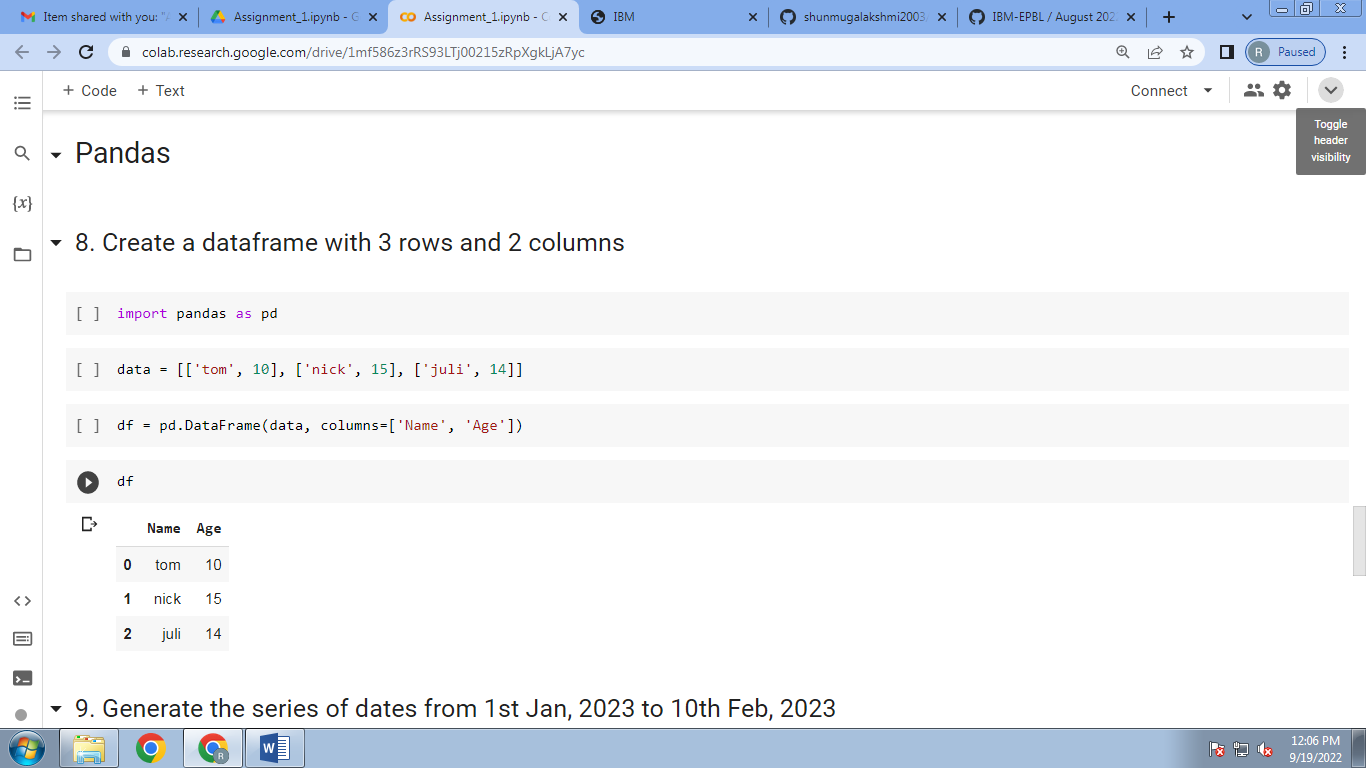 Item shared with you: "A
Assignment_1.ipynb - G
Assignment_1.ipynb - C
IBM
shunmugalakshmi2003
IBM-EPBL / August 202
colab.research.google.com/drive/1mf586z3rRS93LTj00215zRpXgkLjA7yc
R Paused
+ Code + Text
Connect
Toggle
header
visibility
Pandas
{x}
8. Create a dataframe with 3 rows and 2 columns
[ ] import pandas as pd
[ ] data = [['tom', 10], ['nick', 15], ['juli', 14]]
[ ] df = pd.DataFrame(data, columns=['Name', 'Age'])
df
Name Age
0 tom 10
1 nick 15
2 juli 14
9. Generate the series of dates from 1st Jan, 2023 to 10th Feb, 2023
R
W
12:06 PM
9/19/2022